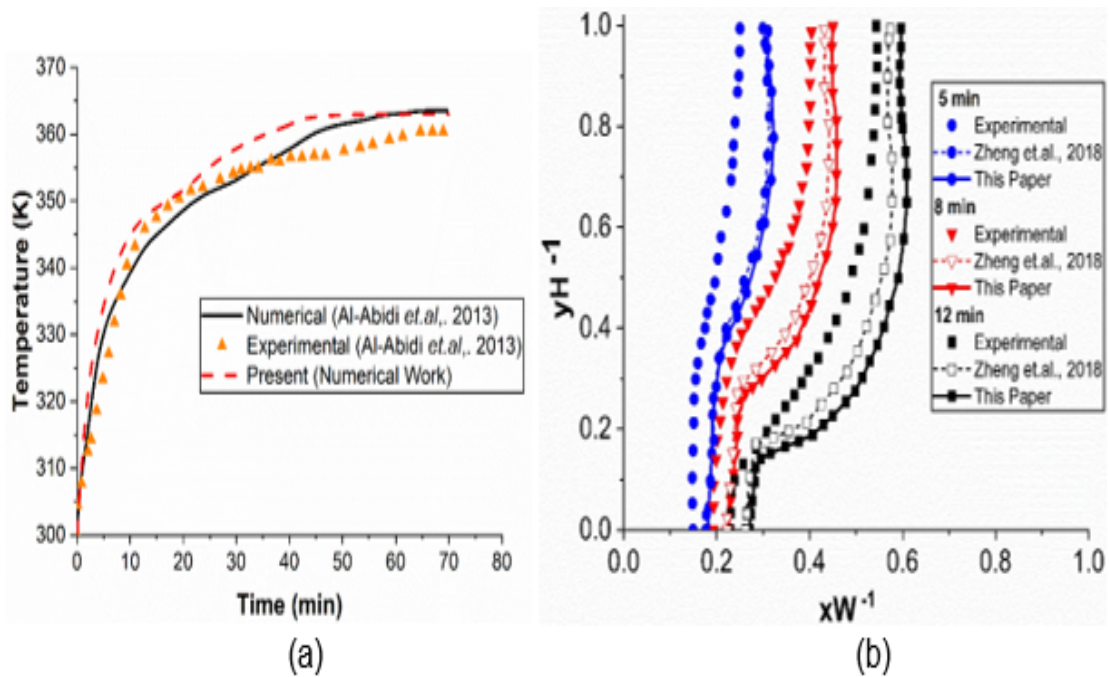 370
360
350
340
330
320
310
300
Temperature (K)
0 10 20 30 40 50 60 70 80
Time (min)
Numerical (Al-Abidi et.al,. 2013)
Experimental (Al-Abidi et.al,. 2013)
Present (Numerical Work)
(a)
1.0
0.8
0.6
0.4
0.2
0.0
yH -1
0.0 0.2 0.4 0.6 0.8 1.0
xW-1
5 min
Experimental
Zheng et.al., 2018
This Paper
8 min
Experimental
Zheng et.al., 2018
This Paper
12 min
Experimental
Zheng et.al., 2018
This Paper
(b)